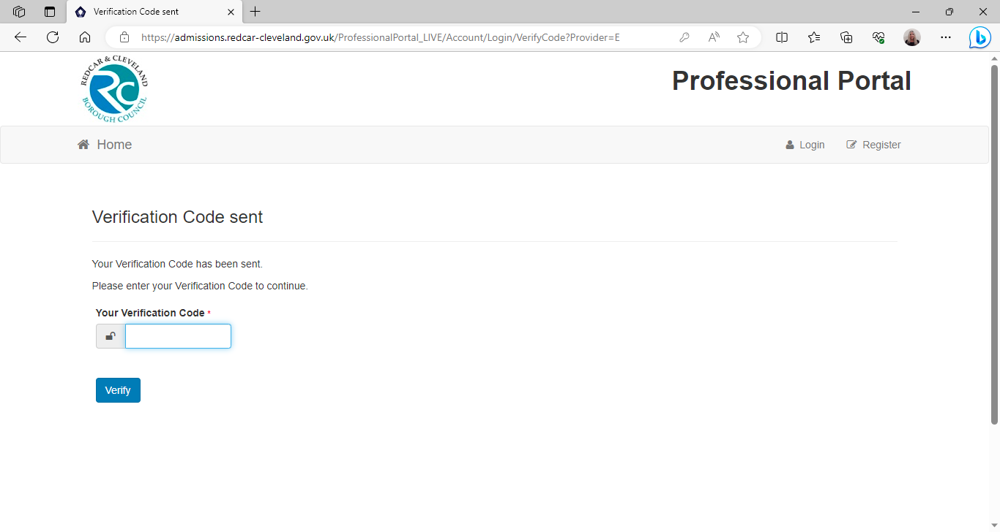 Verification Code sent
https://admissions.redcar-cleveland.gov.uk/ProfessionalPortal_LIVE/Account/Login/VerifyCode?Provider=E
REDCAR & CLEVELAND
RC
BOROUGH COUNCIL
Professional Portal
Home
Login
Register
Verification Code sent
Your Verification Code has been sent.
Please enter your Verification Code to continue.
Your Verification Code *
Verify